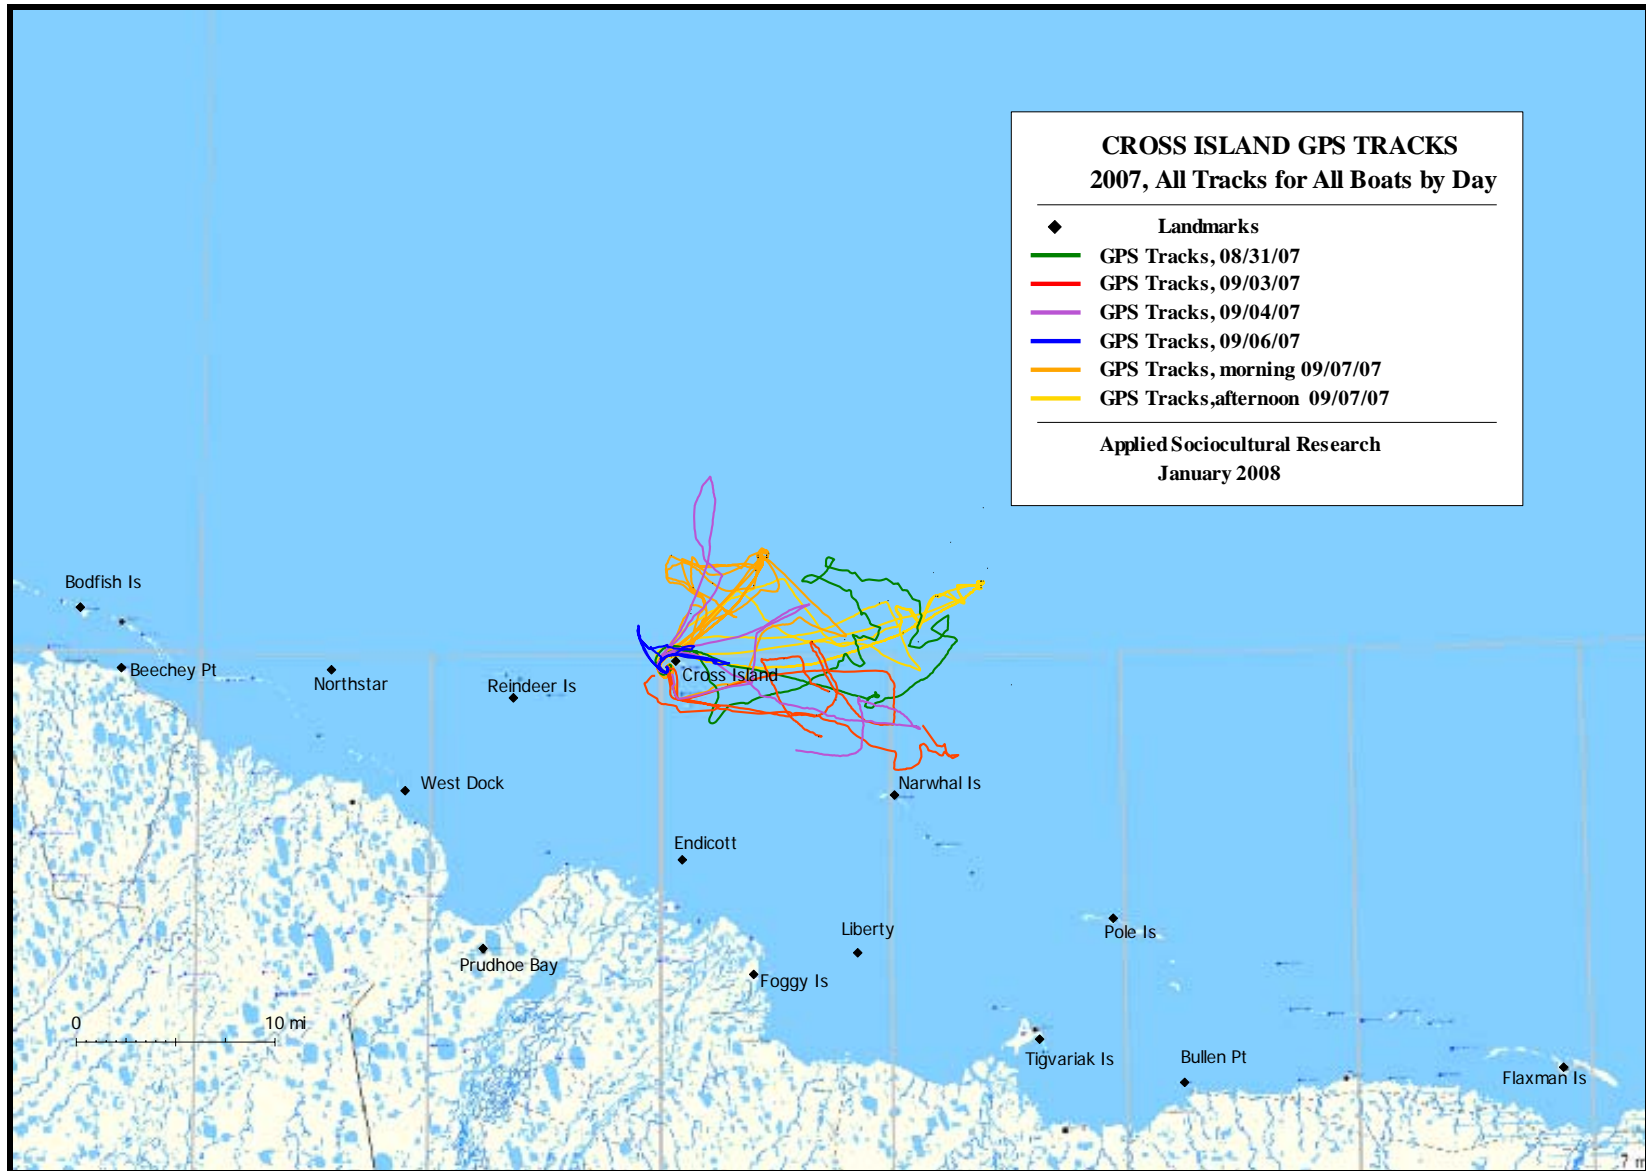 CROSS ISLAND GPS TRACKS
2007, All Tracks for All Boats by Day
Landmarks
GPS Tracks, 08/31/07
GPS Tracks, 09/03/07
GPS Tracks, 09/04/07
GPS Tracks, 09/06/07
GPS Tracks, morning 09/07/07
GPS Tracks,afternoon 09/07/07
Applied Sociocultural Research
January 2008
Bodfish Is
Beechey Pt
Northstar
Reindeer Is
Cross Island
West Dock
Narwhal Is
Endicott
Liberty
Pole Is
Prudhoe Bay
Foggy Is
0 10 mi
Tigvariak Is
Bullen Pt
Flaxman Is